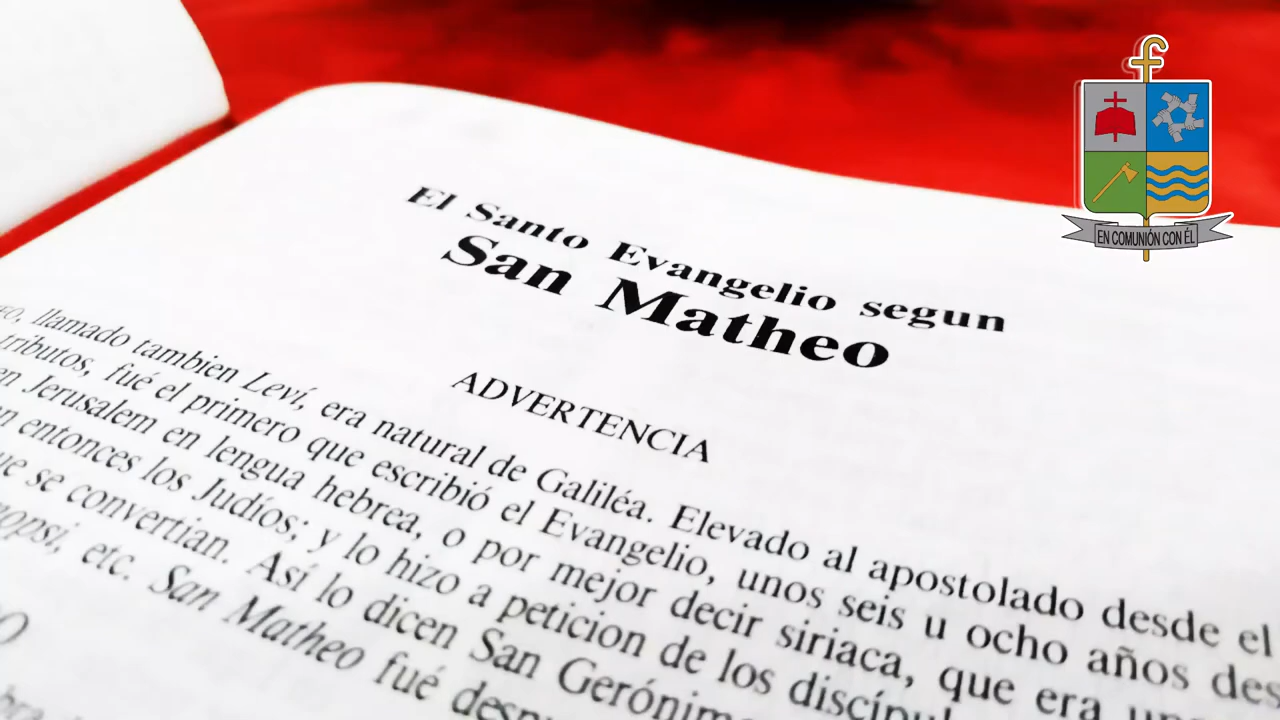 EN COMUNIÓN CON ÉL
El Santo Evangelio segun
San Matheo
ADVERTENCIA
llamado tambien Leví, era natural de Galiléa. Elevado al apostolado desde el
tributos, fué el primero que escribió el Evangelio, unos seis u ocho años
en Jerusalem en lengua hebrea, o por mejor decir siriaca, que era
entonces los Judíos; y lo hizo a peticion de los
se convertian. Así lo dicen San
etc. San Matheo fué